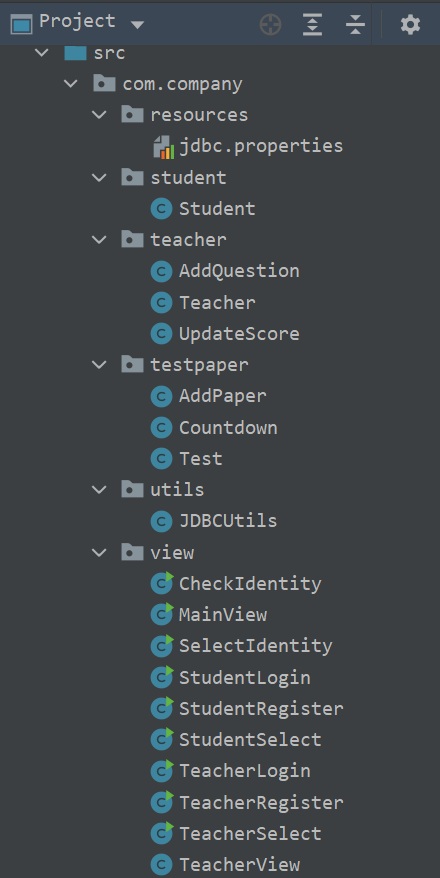 Project
src
com.company
resources
jdbc.properties
student
Student
teacher
AddQuestion
Teacher
UpdateScore
testpaper
AddPaper
Countdown
Test
utils
JDBCUtils
view
CheckIdentity
MainView
SelectIdentity
StudentLogin
StudentRegister
StudentSelect
TeacherLogin
TeacherRegister
TeacherSelect
TeacherView